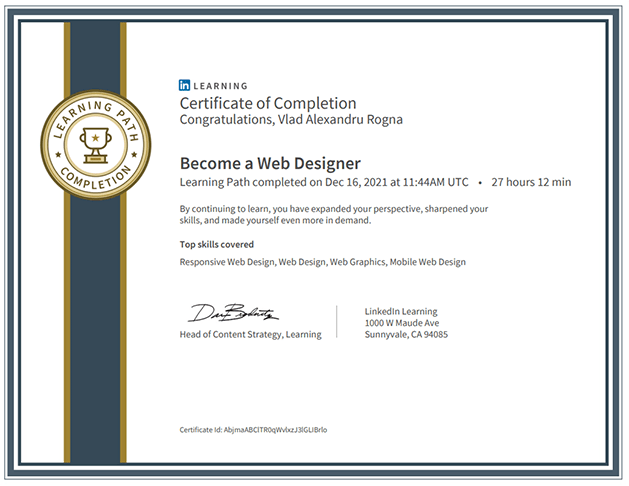 LEARNING PATH
COMPLETION
in LEARNING
Certificate of Completion
Congratulations, Vlad Alexandru Rogna
Become a Web Designer
Learning Path completed on Dec 16, 2021 at 11:44AM UTC • 27 hours 12 min
By continuing to learn, you have expanded your perspective, sharpened your
skills, and made yourself even more in demand.
Top skills covered
Responsive Web Design, Web Design, Web Graphics, Mobile Web Design
Head of Content Strategy, Learning
LinkedIn Learning
1000 W Maude Ave
Sunnyvale, CA 94085
Certificate Id: